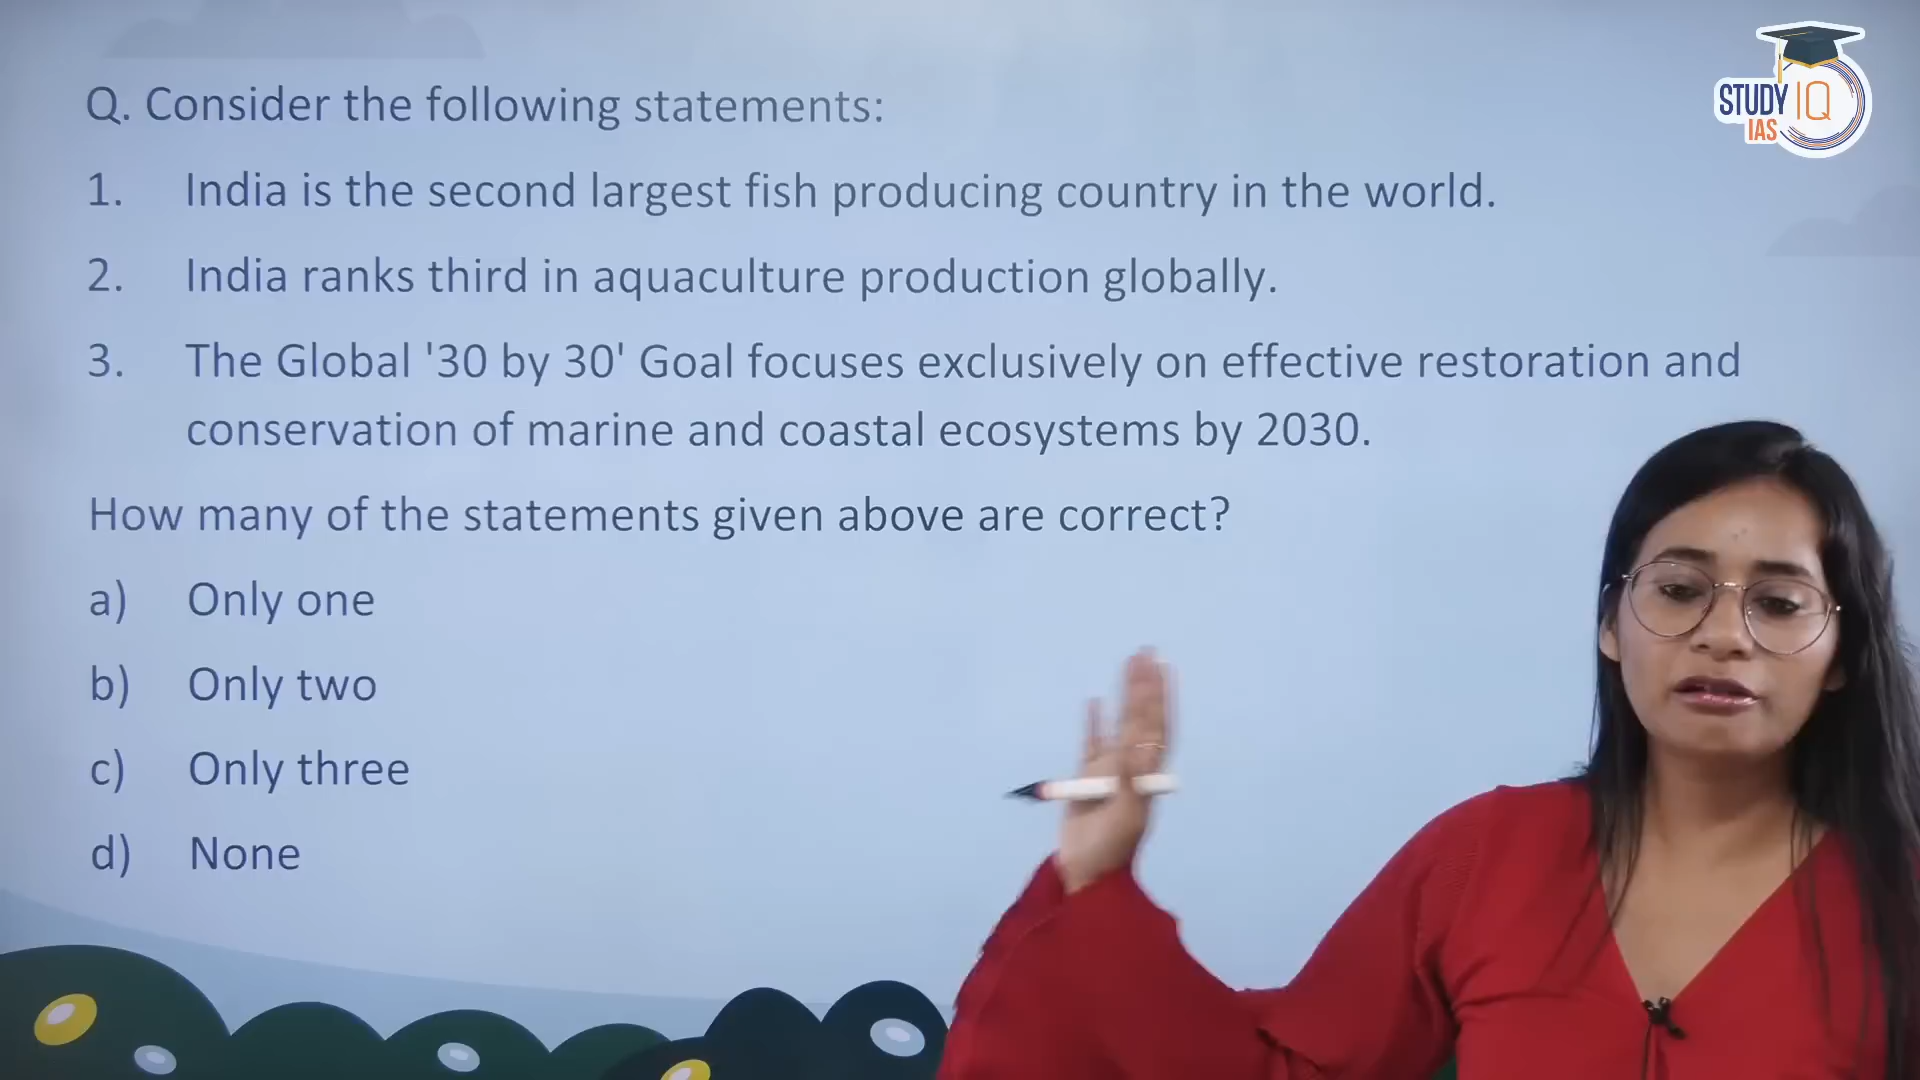 STUDY IQ
IAS
Q. Consider the following statements:
1. India is the second largest fish producing country in the world.
2. India ranks third in aquaculture production globally.
3. The Global '30 by 30' Goal focuses exclusively on effective restoration and
conservation of marine and coastal ecosystems by 2030.
How many of the statements given above are correct?
a) Only one
b) Only two
c) Only three
d) None